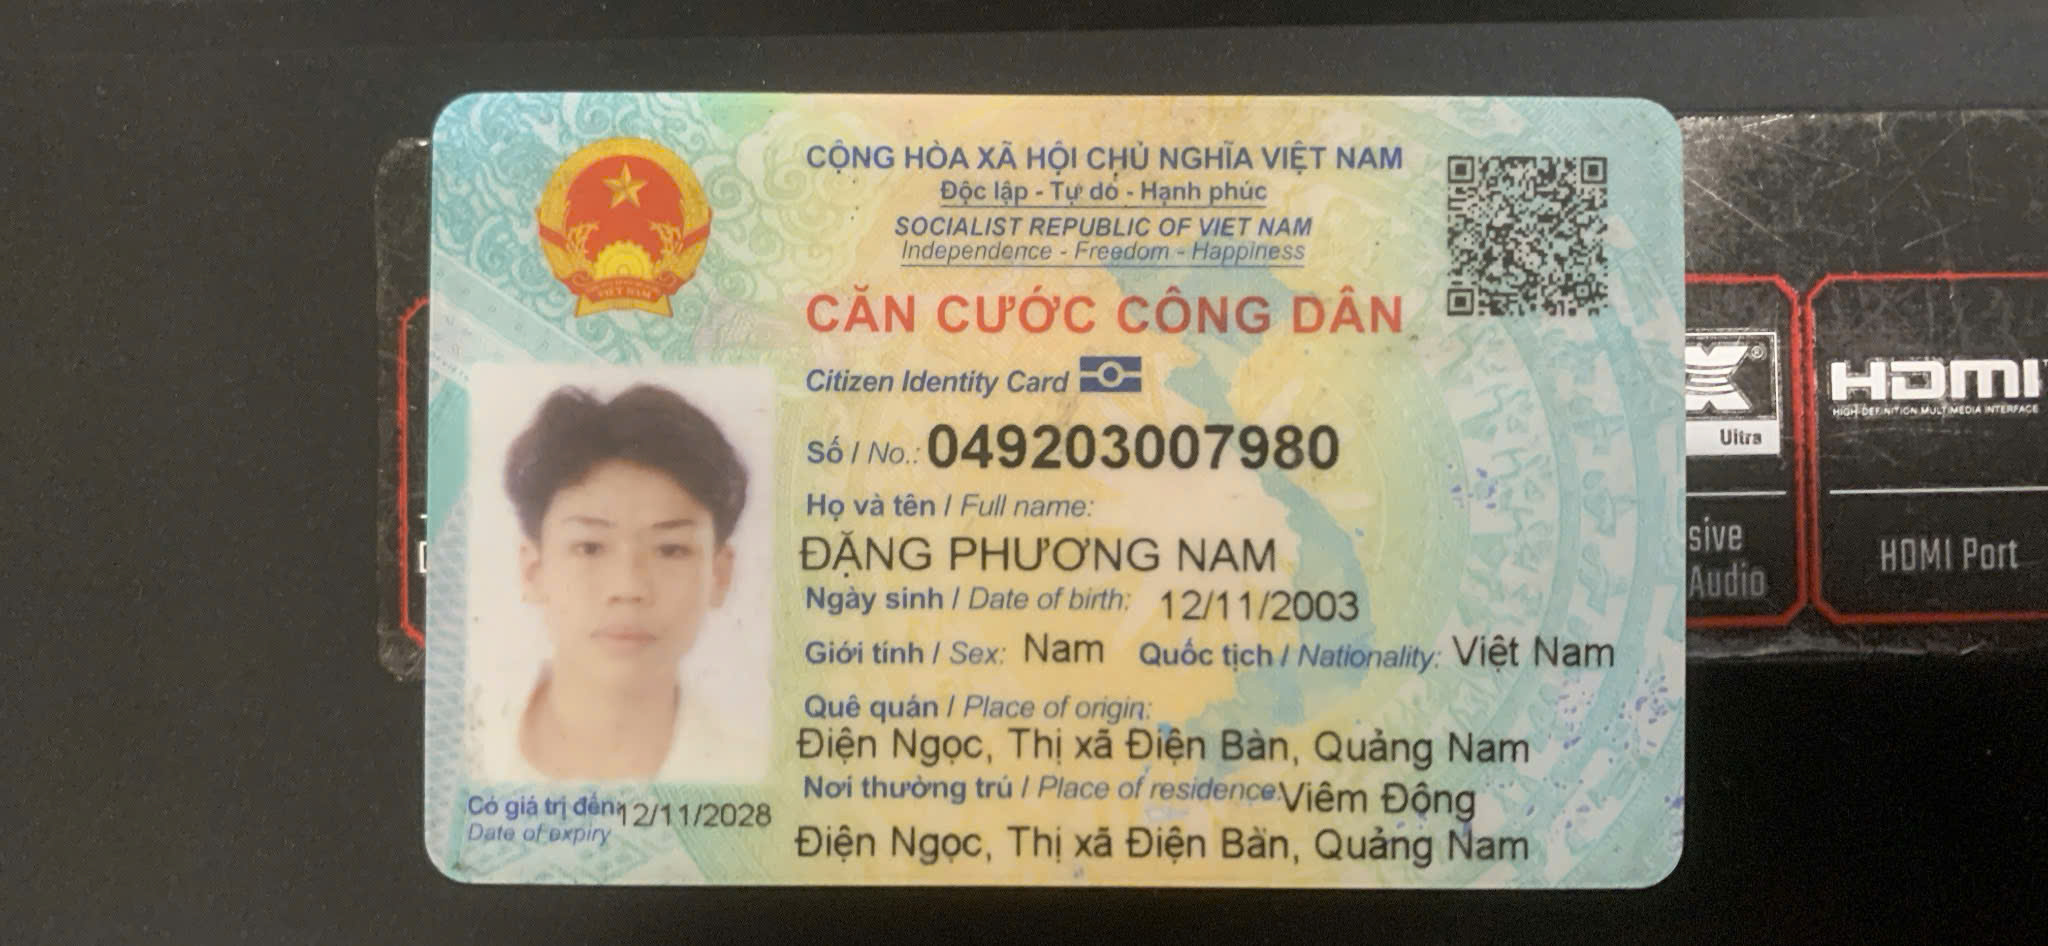 CỘNG HÒA XÃ HỘI CHỦ NGHĨA VIỆT NAM
Độc lập - Tự do - Hạnh phúc
SOCIALIST REPUBLIC OF VIET NAM
Independence - Freedom - Happiness
CĂN CƯỚC CÔNG DÂN
Citizen Identity Card
Số / No.: 049203007980
Họ và tên / Full name:
ĐẶNG PHƯƠNG NAM
Ngày sinh / Date of birth: 12/11/2003
Giới tính / Sex: Nam Quốc tịch / Nationality: Việt Nam
Quê quán / Place of origin:
Điện Ngọc, Thị xã Điện Bàn, Quảng Nam
Nơi thường trú / Place of residence: Viêm Đông
Điện Ngọc, Thị xã Điện Bàn, Quảng Nam
Có giá trị đến: 12/11/2028
Date of expiry
VIỆT NAM
Ultra
HDMI
HIGH-DEFINITION MULTIMEDIA INTERFACE
HDMI Port
Audio